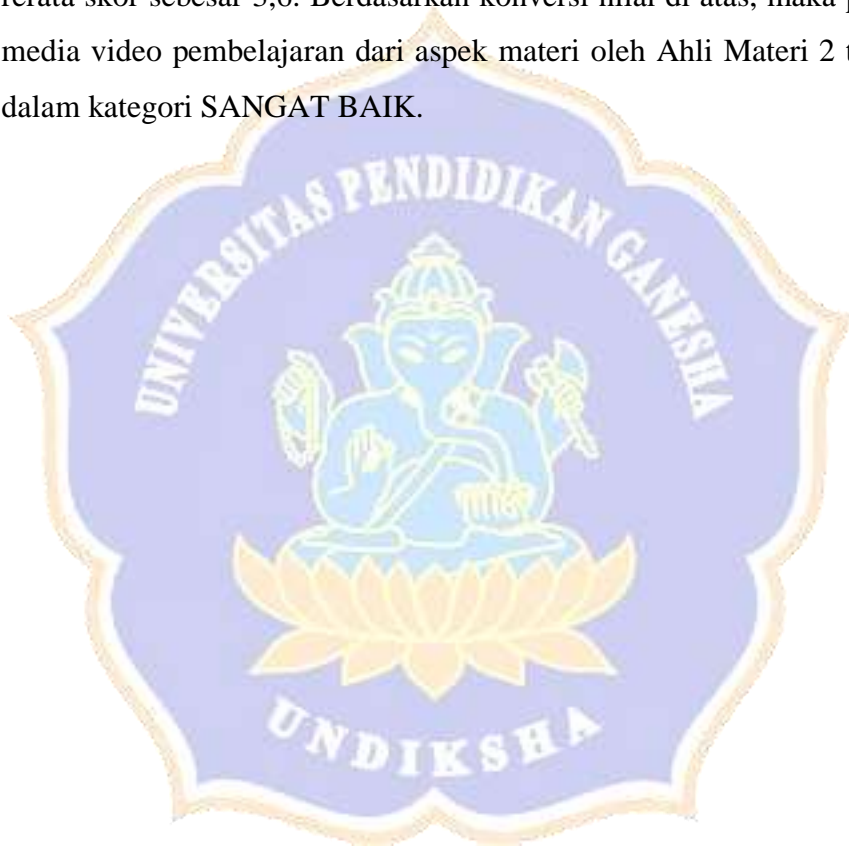 rerata skor sebesar 3,6. Berdasarkan konversi nilai di atas, maka
media video pembelajaran dari aspek materi oleh Ahli Materi 2
dalam kategori SANGAT BAIK.
UNIVERSITAS PENDIDIKAN GANESHA
UNDIKSHA